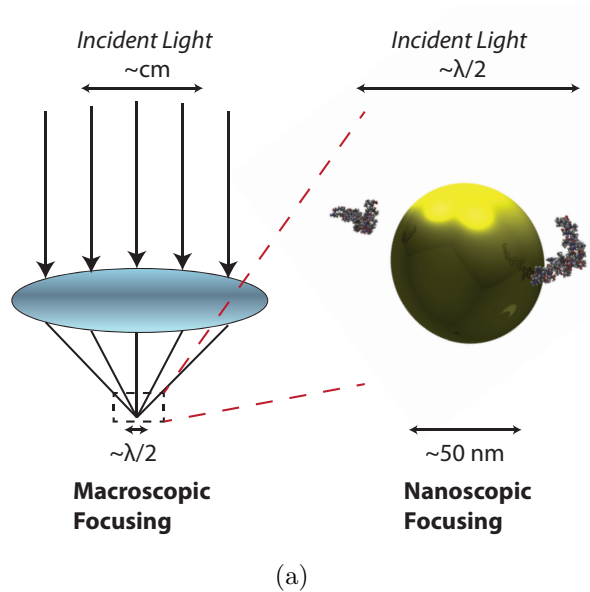 Incident Light
~cm
~λ/2
Macroscopic
Focusing
Incident Light
~λ/2
~50 nm
Nanoscopic
Focusing
(a)